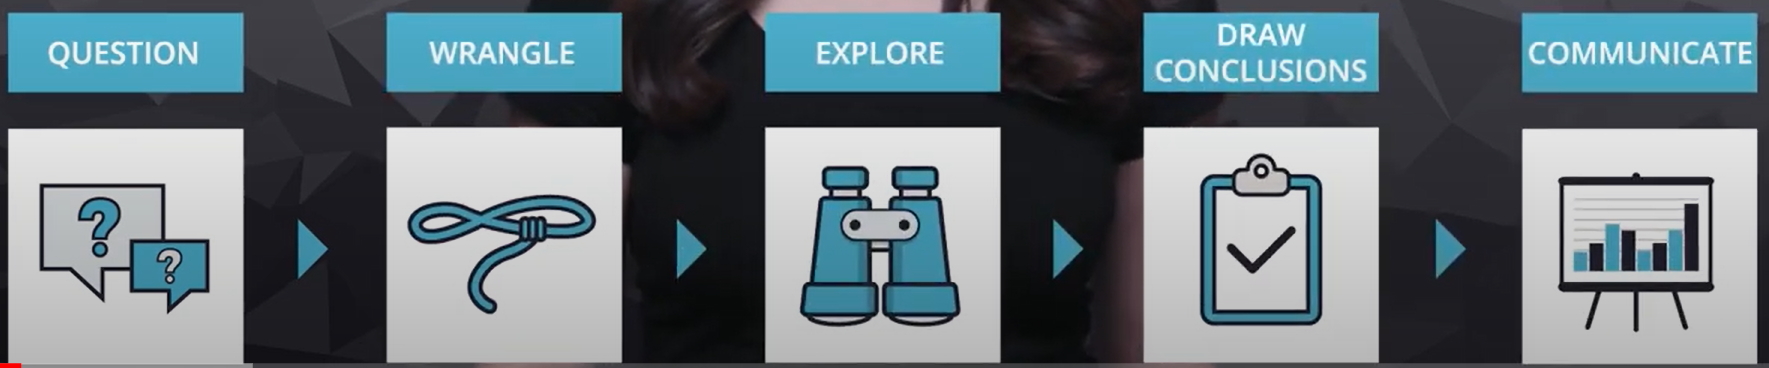 QUESTION
WRANGLE
EXPLORE
DRAW
CONCLUSIONS
COMMUNICATE
?
?